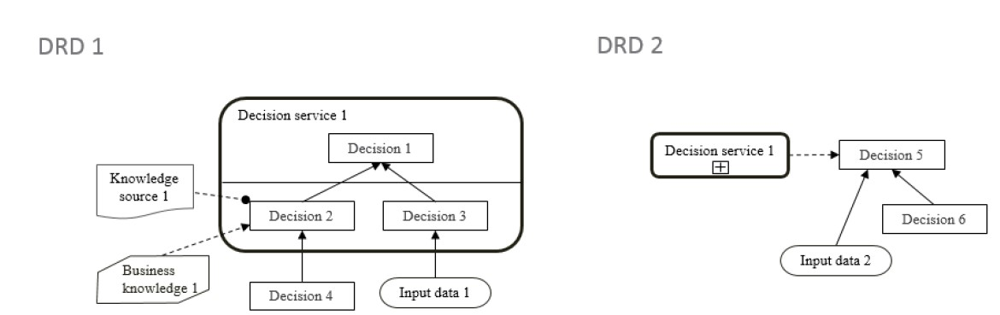 DRD 1
DRD 2
Decision service 1
Decision 1
Knowledge
source 1
Decision 2
Decision 3
Business
knowledge 1
Decision 4
Input data 1
Decision service 1
Decision 5
Decision 6
Input data 2